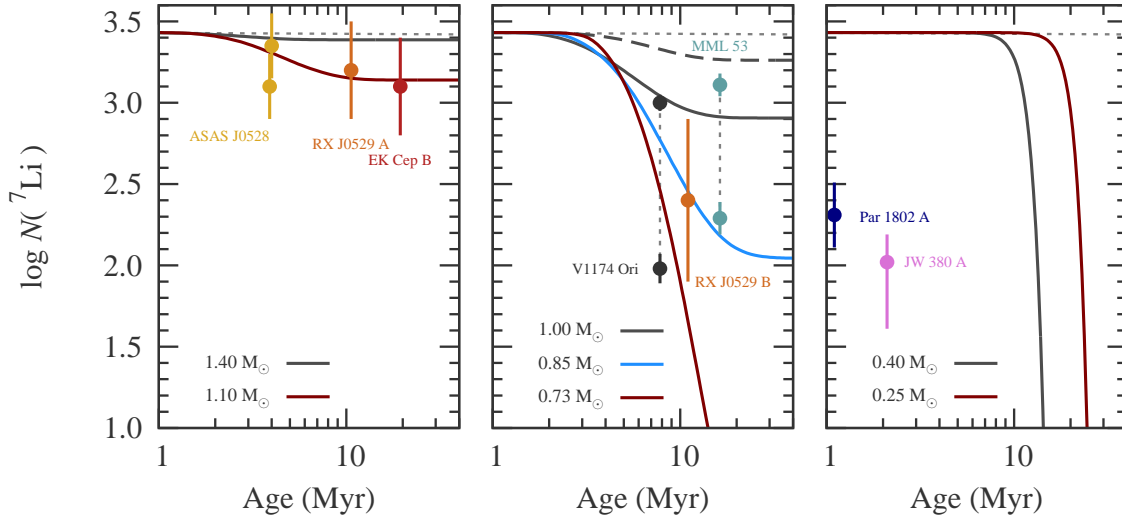 log N( ⁷Li)
3.5
3.0
2.5
2.0
1.5
1.0
ASAS J0528
RX J0529 A
EK Cep B
1.40 M⊙
1.10 M⊙
1
10
Age (Myr)
MML 53
V1174 Ori
RX J0529 B
1.00 M⊙
0.85 M⊙
0.73 M⊙
1
10
Age (Myr)
Par 1802 A
JW 380 A
0.40 M⊙
0.25 M⊙
1
10
Age (Myr)